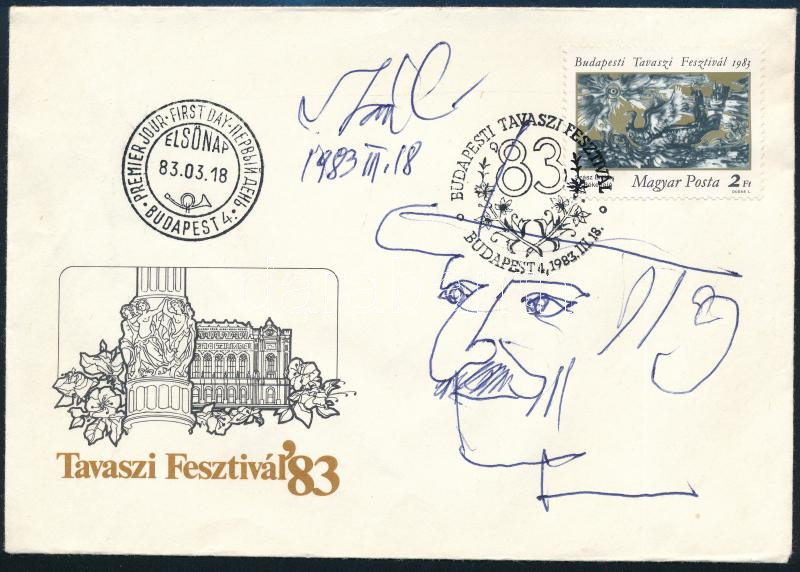 Budapesti Tavaszi Fesztivál 1983
Magyar Posta 2 Ft
1983 III. 18
PREMIER JOUR · FIRST DAY · ПЕРВЫЙ ДЕНЬ
ELSŐNAP
83.03.18
BUDAPEST 4.
BUDAPESTI TAVASZI FESZTIVÁL
83
BUDAPEST 4, 1983. III. 18.
Tavaszi Fesztivál '83